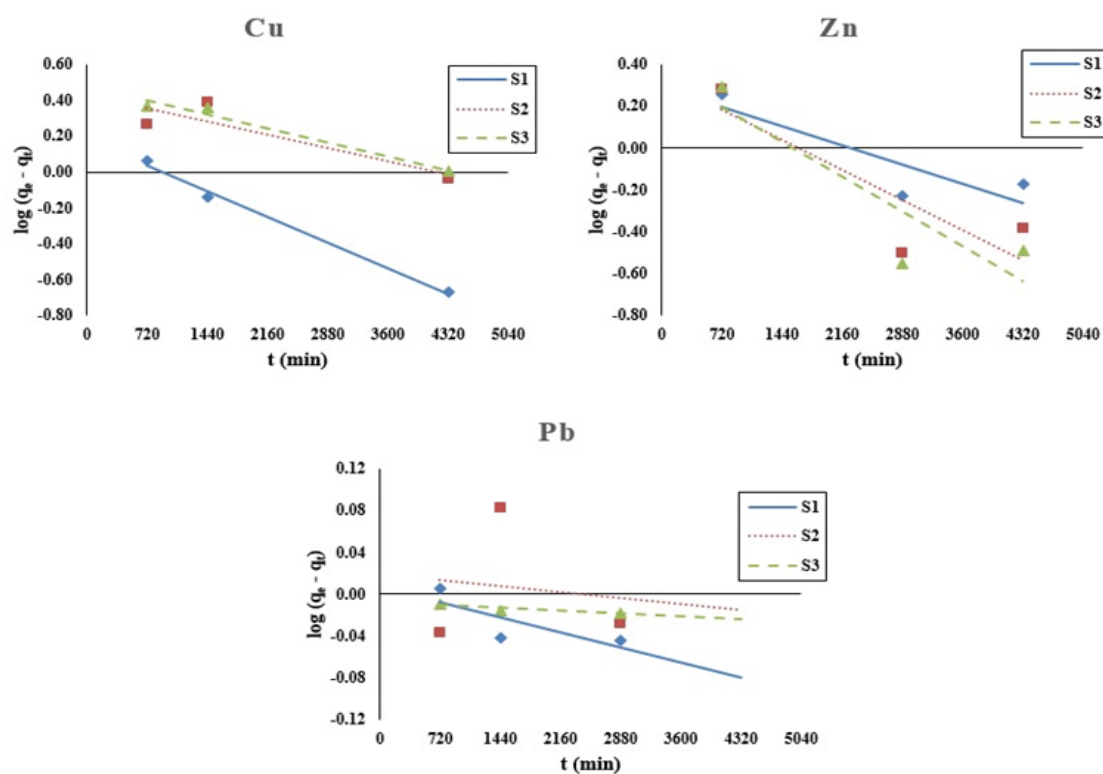 Cu
0.60
0.40
0.20
0.00
-0.20
-0.40
-0.60
-0.80
log (qe - qt)
0 720 1440 2160 2880 3600 4320 5040
t (min)
S1
S2
S3
Zn
0.40
0.20
0.00
-0.20
-0.40
-0.60
-0.80
log (qe - qt)
0 720 1440 2160 2880 3600 4320 5040
t (min)
S1
S2
S3
Pb
0.12
0.08
0.04
0.00
-0.04
-0.08
-0.12
log (qe - qt)
0 720 1440 2160 2880 3600 4320 5040
t (min)
S1
S2
S3